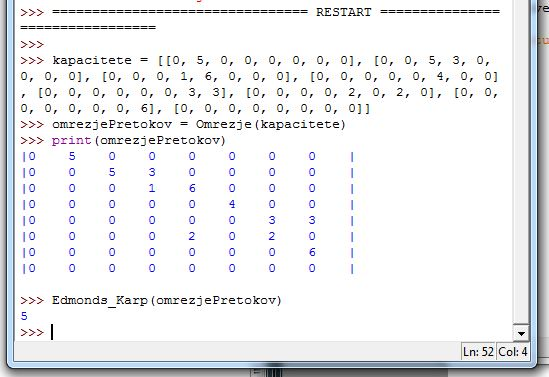 >>> ================================ RESTART ===============
=================
>>>
>>> kapacitete = [[0, 5, 0, 0, 0, 0, 0, 0], [0, 0, 5, 3, 0,
0, 0, 0], [0, 0, 0, 1, 6, 0, 0, 0], [0, 0, 0, 0, 0, 4, 0, 0]
, [0, 0, 0, 0, 0, 0, 3, 3], [0, 0, 0, 0, 2, 0, 2, 0], [0, 0,
0, 0, 0, 0, 0, 6], [0, 0, 0, 0, 0, 0, 0, 0]]
>>> omrezjePretokov = Omrezje(kapacitete)
>>> print(omrezjePretokov)
|0    5    0    0    0    0    0    0    |
|0    0    5    3    0    0    0    0    |
|0    0    0    1    6    0    0    0    |
|0    0    0    0    0    4    0    0    |
|0    0    0    0    0    0    3    3    |
|0    0    0    0    2    0    2    0    |
|0    0    0    0    0    0    0    6    |
|0    0    0    0    0    0    0    0    |
>>> Edmonds_Karp(omrezjePretokov)
5
>>>
Ln: 52 Col: 4